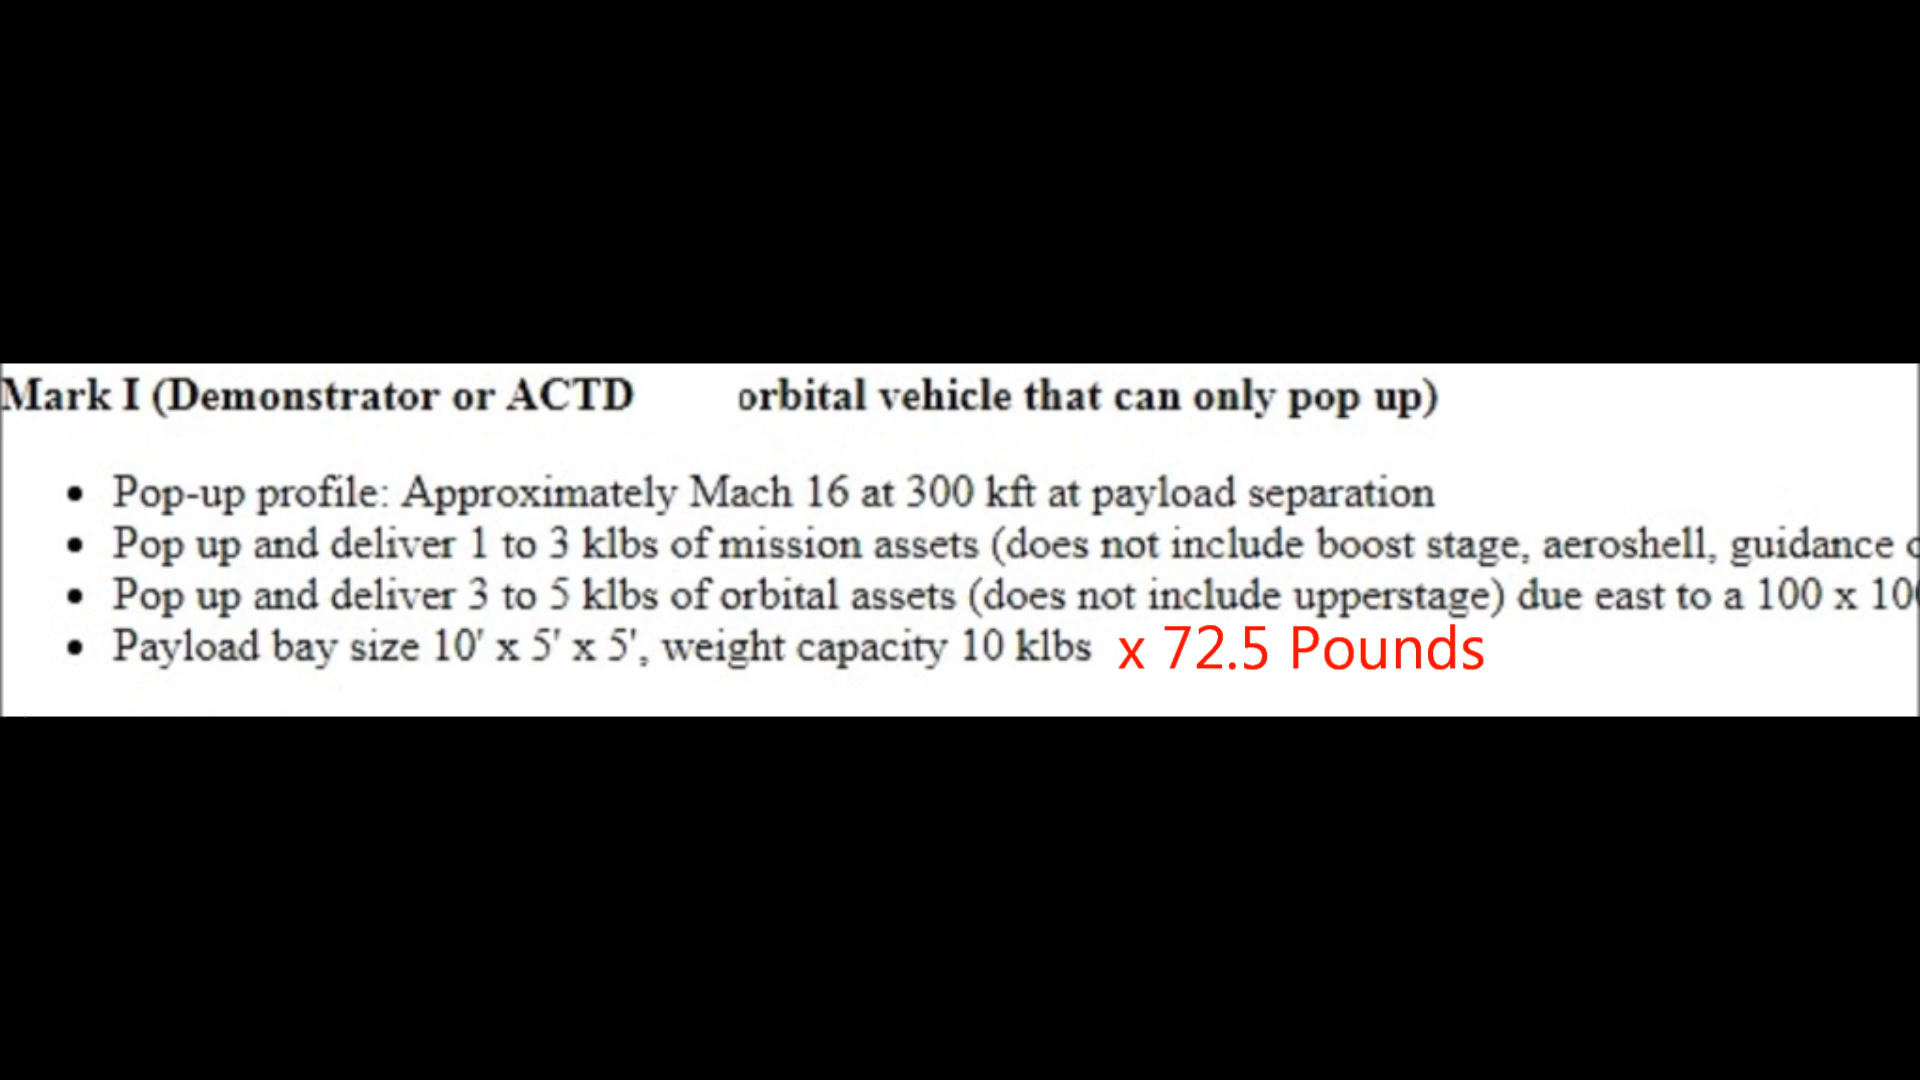 Mark I (Demonstrator or ACTD orbital vehicle that can only pop up)
• Pop-up profile: Approximately Mach 16 at 300 kft at payload separation
• Pop up and deliver 1 to 3 klbs of mission assets (does not include boost stage, aeroshell, guidance
• Pop up and deliver 3 to 5 klbs of orbital assets (does not include upperstage) due east to a 100 x
• Payload bay size 10' x 5' x 5', weight capacity 10 klbs x 72.5 Pounds